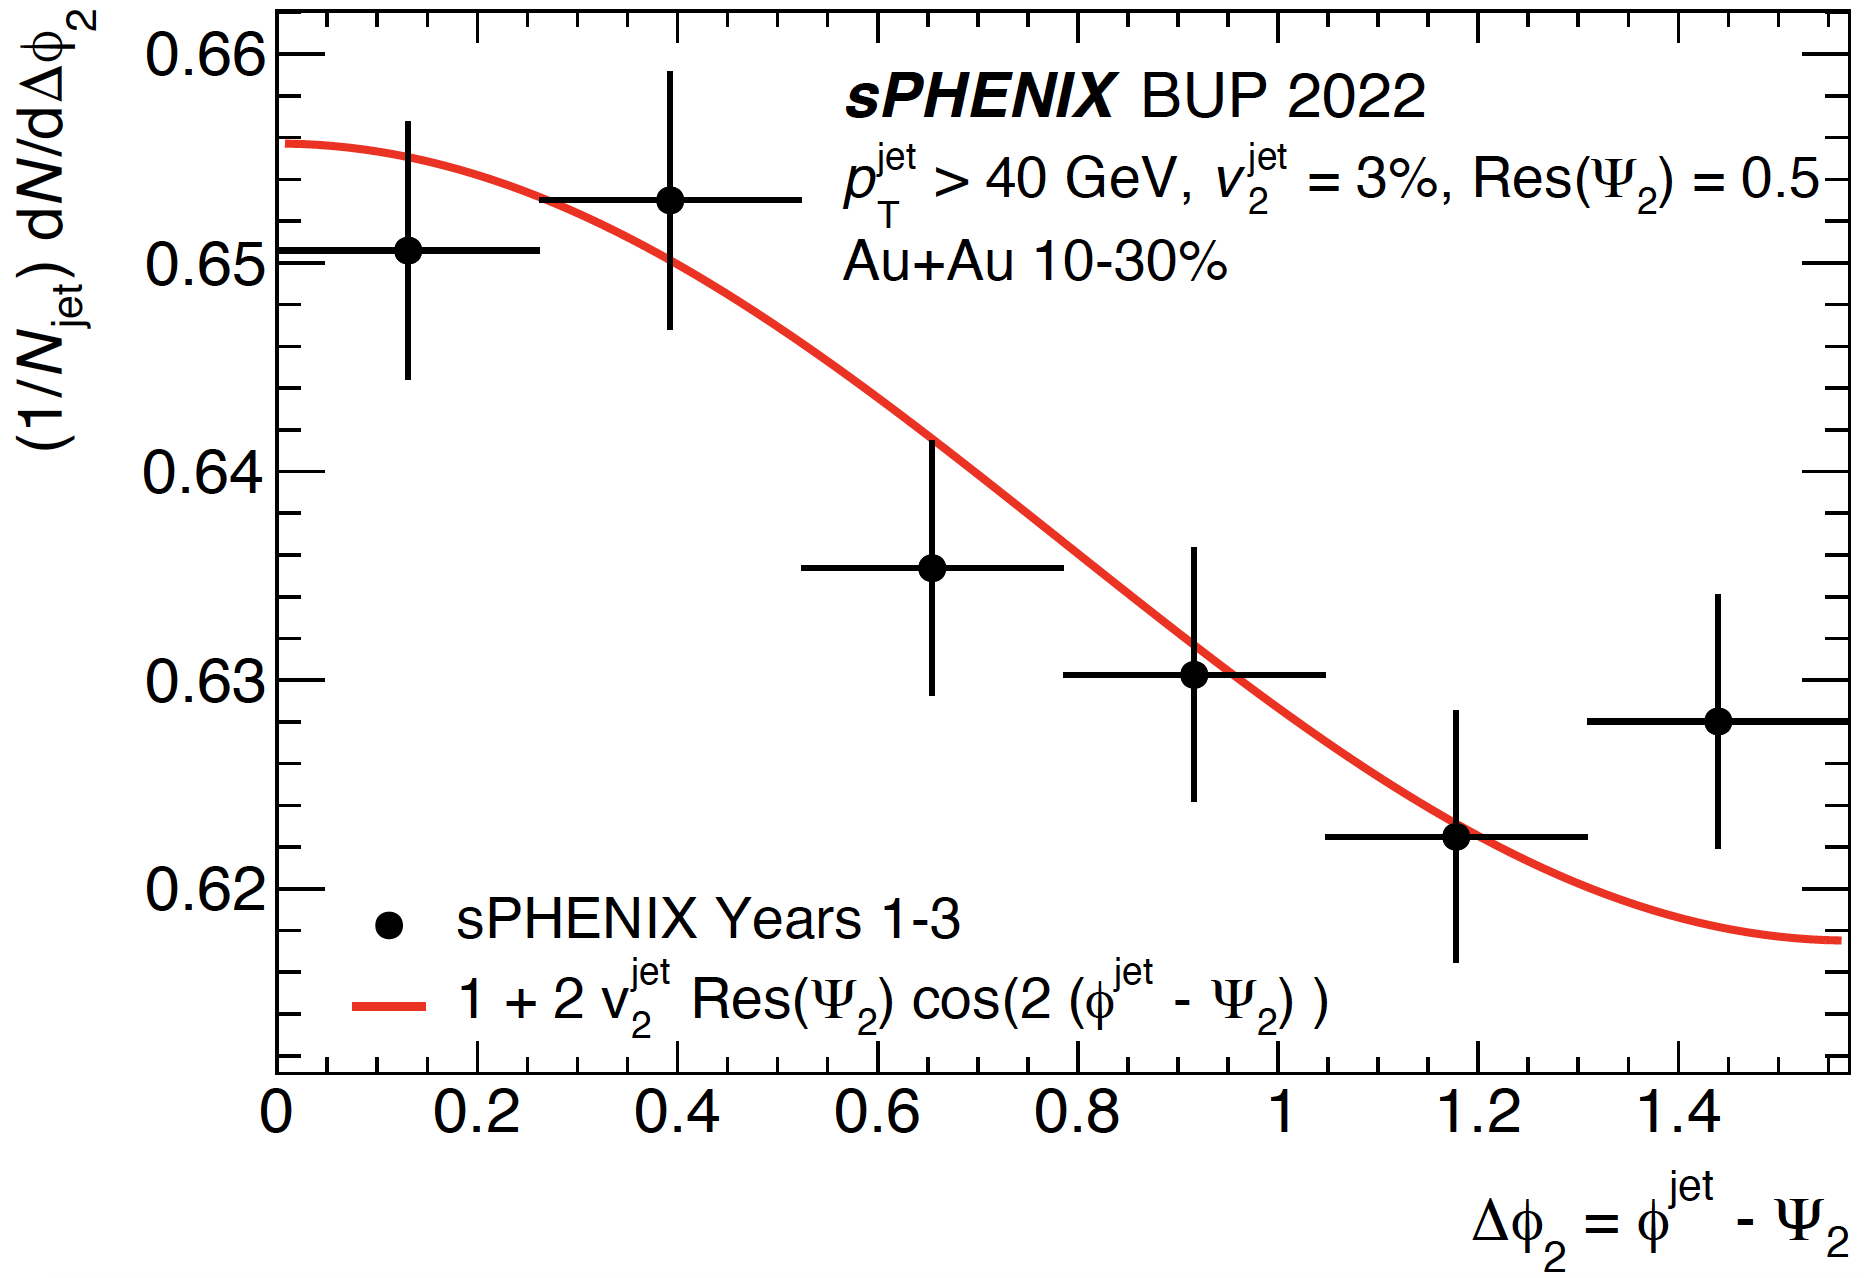 (1/N_jet) dN/dΔϕ_2
0.66
0.65
0.64
0.63
0.62
sPHENIX BUP 2022
p_T^jet > 40 GeV, v_2^jet = 3%, Res(Ψ_2) = 0.5
Au+Au 10-30%
sPHENIX Years 1-3
1 + 2 v_2^jet Res(Ψ_2) cos(2 (ϕ^jet - Ψ_2) )
0 0.2 0.4 0.6 0.8 1 1.2 1.4
Δϕ_2 = ϕ^jet - Ψ_2